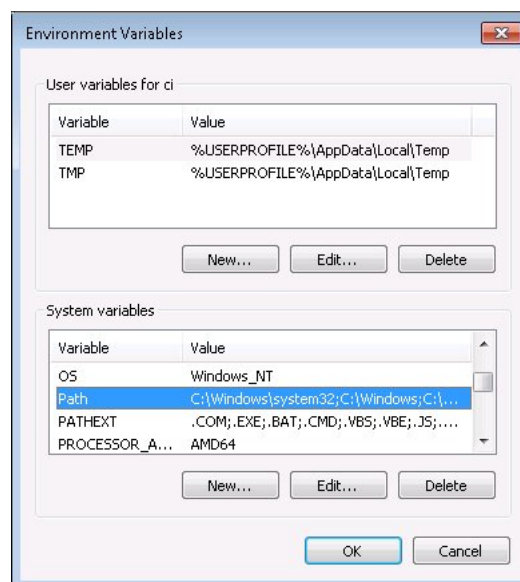 Environment Variables
User variables for ci
Variable Value
TEMP %USERPROFILE%\AppData\Local\Temp
TMP %USERPROFILE%\AppData\Local\Temp
New... Edit... Delete
System variables
Variable Value
OS Windows_NT
Path C:\Windows\system32;C:\Windows;C:\...
PATHEXT .COM;.EXE;.BAT;.CMD;.VBS;.VBE;.JS;....
PROCESSOR_A... AMD64
New... Edit... Delete
OK Cancel